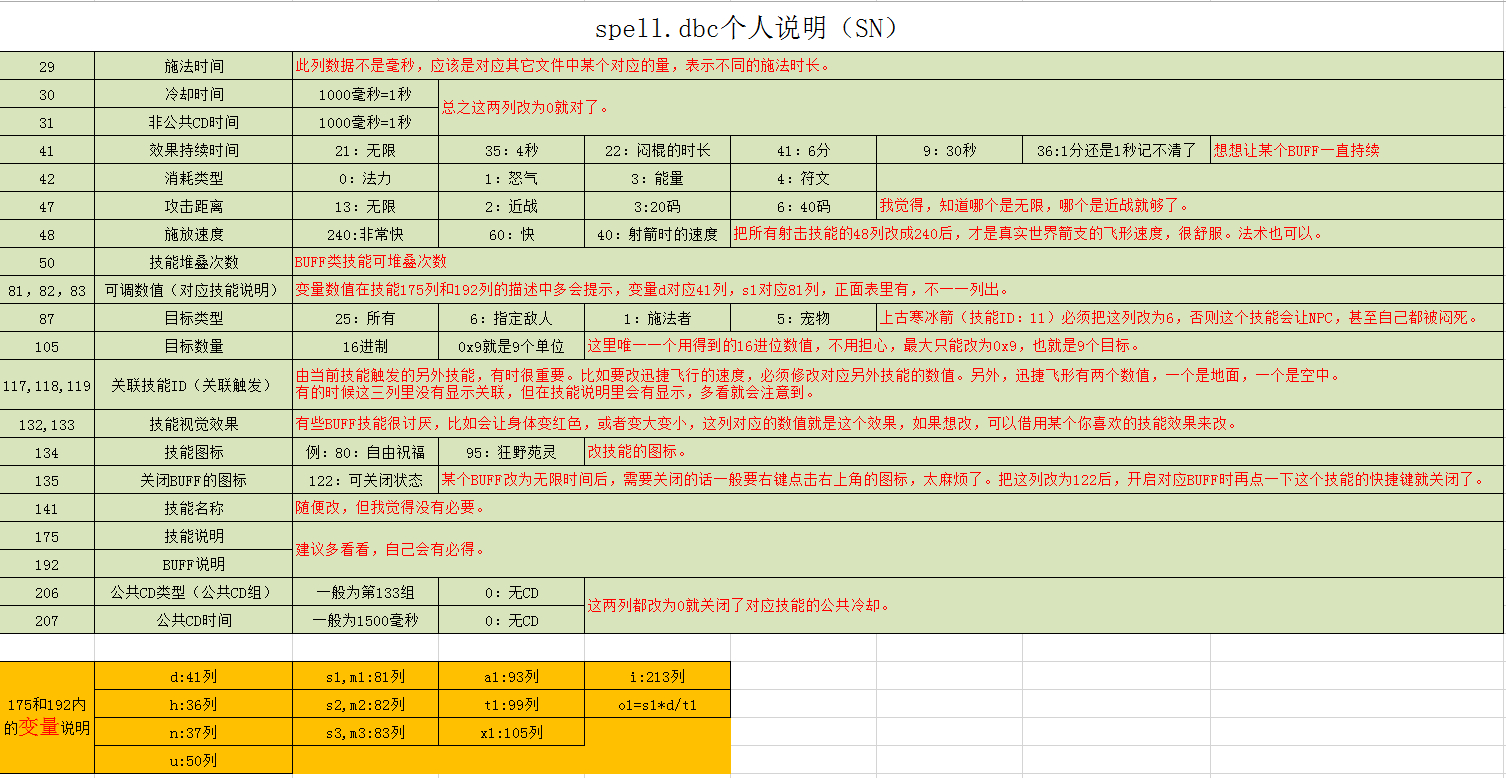 spell.dbc个人说明（SN）
29 施法时间 此列数据不是毫秒，应该是对应其它文件中某个对应的量，表示不同的施法时长。
30 冷却时间 1000毫秒=1秒 总之这两列改为0就对了。
31 非公共CD时间 1000毫秒=1秒
41 效果持续时间 21：无限 35：4秒 22：闷棍的时长 41：6分 9：30秒 36:1分还是1秒记不清了 想想让某个BUFF一直持续
42 消耗类型 0：法力 1：怒气 3：能量 4：符文
47 攻击距离 13：无限 2：近战 3:20码 6：40码 我觉得，知道哪个是无限，哪个是近战就够了。
48 施放速度 240:非常快 60：快 40：射箭时的速度 把所有射击技能的48列改成240后，才是真实世界箭支的飞形速度，很舒服。法术也可以。
50 技能堆叠次数 BUFF类技能可堆叠次数
81，82，83 可调数值（对应技能说明） 变量数值在技能175列和192列的描述中多会提示，变量d对应41列，s1对应81列，正面表里有，不一一列出。
87 目标类型 25：所有 6：指定敌人 1：施法者 5：宠物 上古寒冰箭（技能ID：11）必须把这列改为6，否则这个技能会让NPC，甚至自己都被闷死。
105 目标数量 16进制 0x9就是9个单位 这里唯一一个用得到的16进位数值，不用担心，最大只能改为0x9，也就是9个目标。
117,118,119 关联技能ID（关联触发） 由当前技能触发的另外技能，有时很重要。比如要改迅捷飞行的速度，必须修改对应另外技能的数值。另外，迅捷飞形有两个数值，一个是地面，一个是空中。
有的时候这三列里没有显示关联，但在技能说明里会有显示，多看就会注意到。
132,133 技能视觉效果 有些BUFF技能很讨厌，比如会让身体变红色，或者变大变小，这列对应的数值就是这个效果，如果想改，可以借用某个你喜欢的技能效果来改。
134 技能图标 例：80：自由祝福 95：狂野苑灵 改技能的图标。
135 关闭BUFF的图标 122：可关闭状态 某个BUFF改为无限时间后，需要关闭的话一般要右键点击右上角的图标，太麻烦了。把这列改为122后，开启对应BUFF时再点一下这个技能的快捷键就关闭了。
141 技能名称 随便改，但我觉得没有必要。
175 技能说明 建议多看看，自己会有必得。
192 BUFF说明
206 公共CD类型（公共CD组） 一般为第133组 0：无CD 这两列都改为0就关闭了对应技能的公共冷却。
207 公共CD时间 一般为1500毫秒 0：无CD
175和192内的变量说明
d:41列 s1,m1:81列 a1:93列 i:213列
h:36列 s2,m2:82列 t1:99列 o1=s1*d/t1
n:37列 s3,m3:83列 x1:105列
u:50列